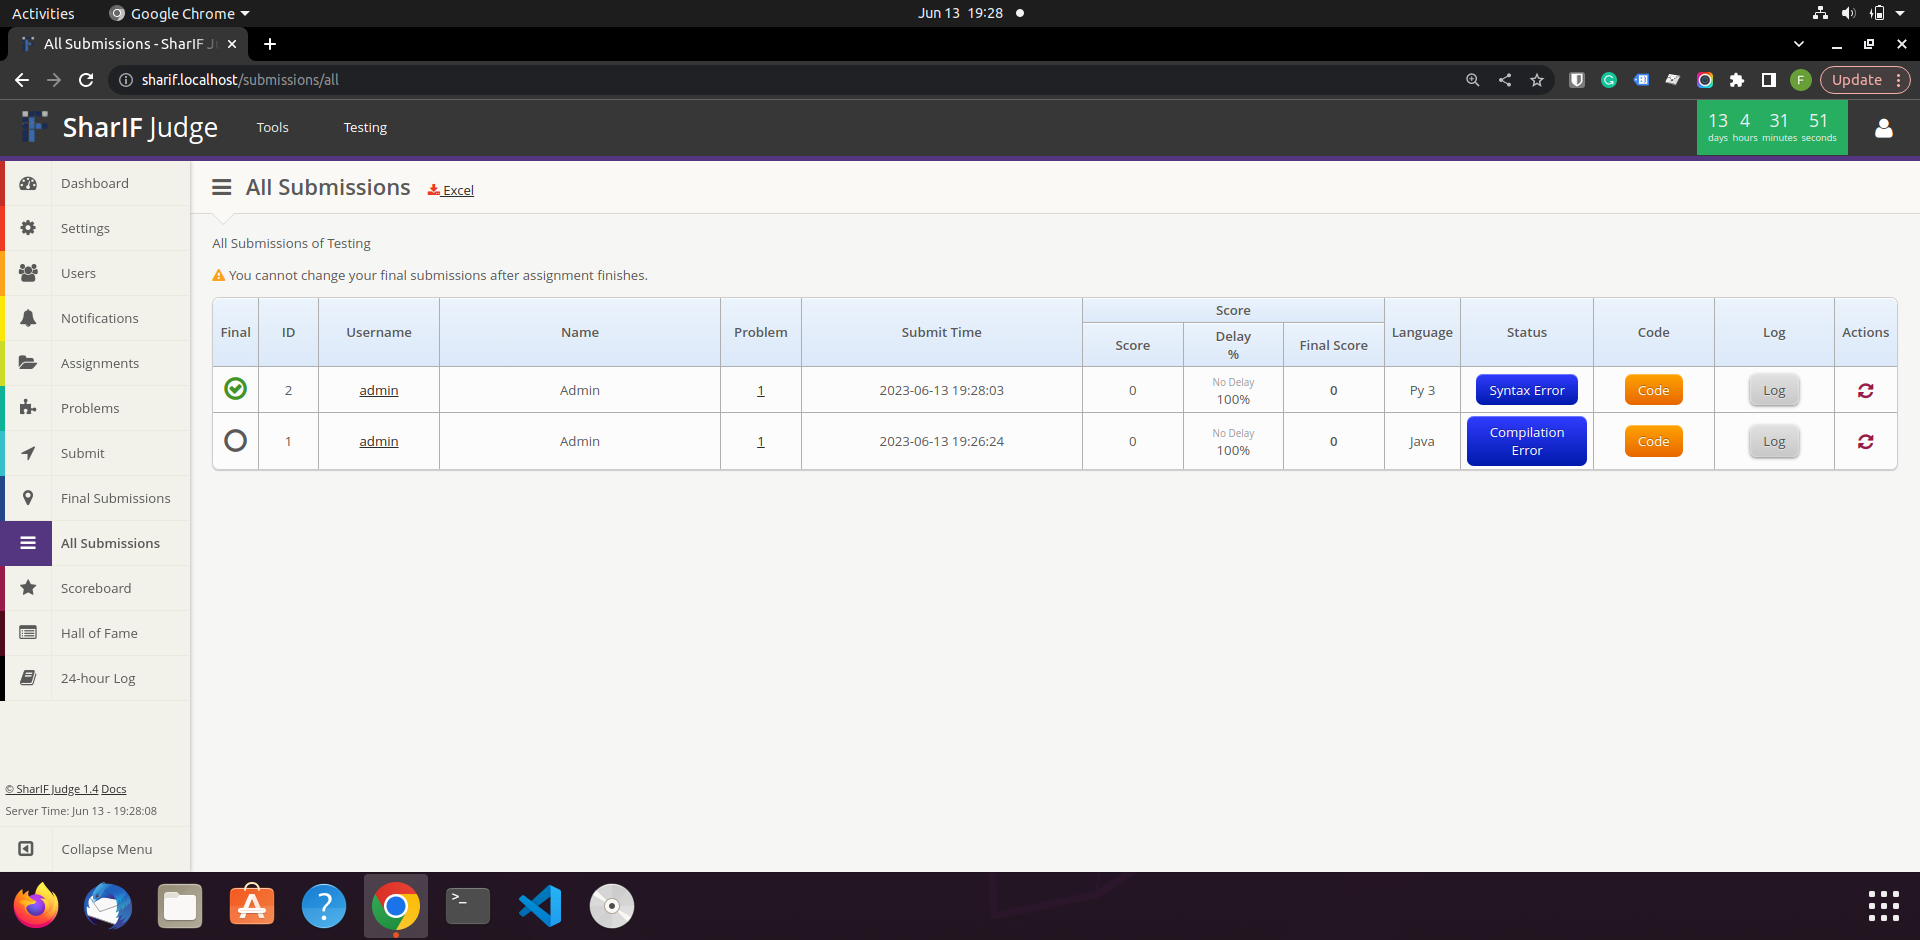 Activities
Google Chrome
Jun 13 19:28
All Submissions - SharIF J
sharif.localhost/submissions/all
F
Update
SharIF Judge
Tools
Testing
13 4 31 51
days hours minutes seconds
Dashboard
Settings
Users
Notifications
Assignments
Problems
Submit
Final Submissions
All Submissions
Scoreboard
Hall of Fame
24-hour Log
© SharIF Judge 1.4 Docs
Server Time: Jun 13 - 19:28:08
Collapse Menu
All Submissions
Excel
All Submissions of Testing
You cannot change your final submissions after assignment finishes.
Final ID Username Name Problem Submit Time Score Language Status Code Log Actions
Score Delay % Final Score
2 admin Admin 1 2023-06-13 19:28:03 0 No Delay 100% 0 Py 3 Syntax Error Code Log
1 admin Admin 1 2023-06-13 19:26:24 0 No Delay 100% 0 Java Compilation Error Code Log